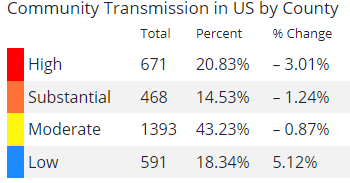 Community Transmission in US by County
Total Percent % Change
High 671 20.83% – 3.01%
Substantial 468 14.53% – 1.24%
Moderate 1393 43.23% – 0.87%
Low 591 18.34% 5.12%